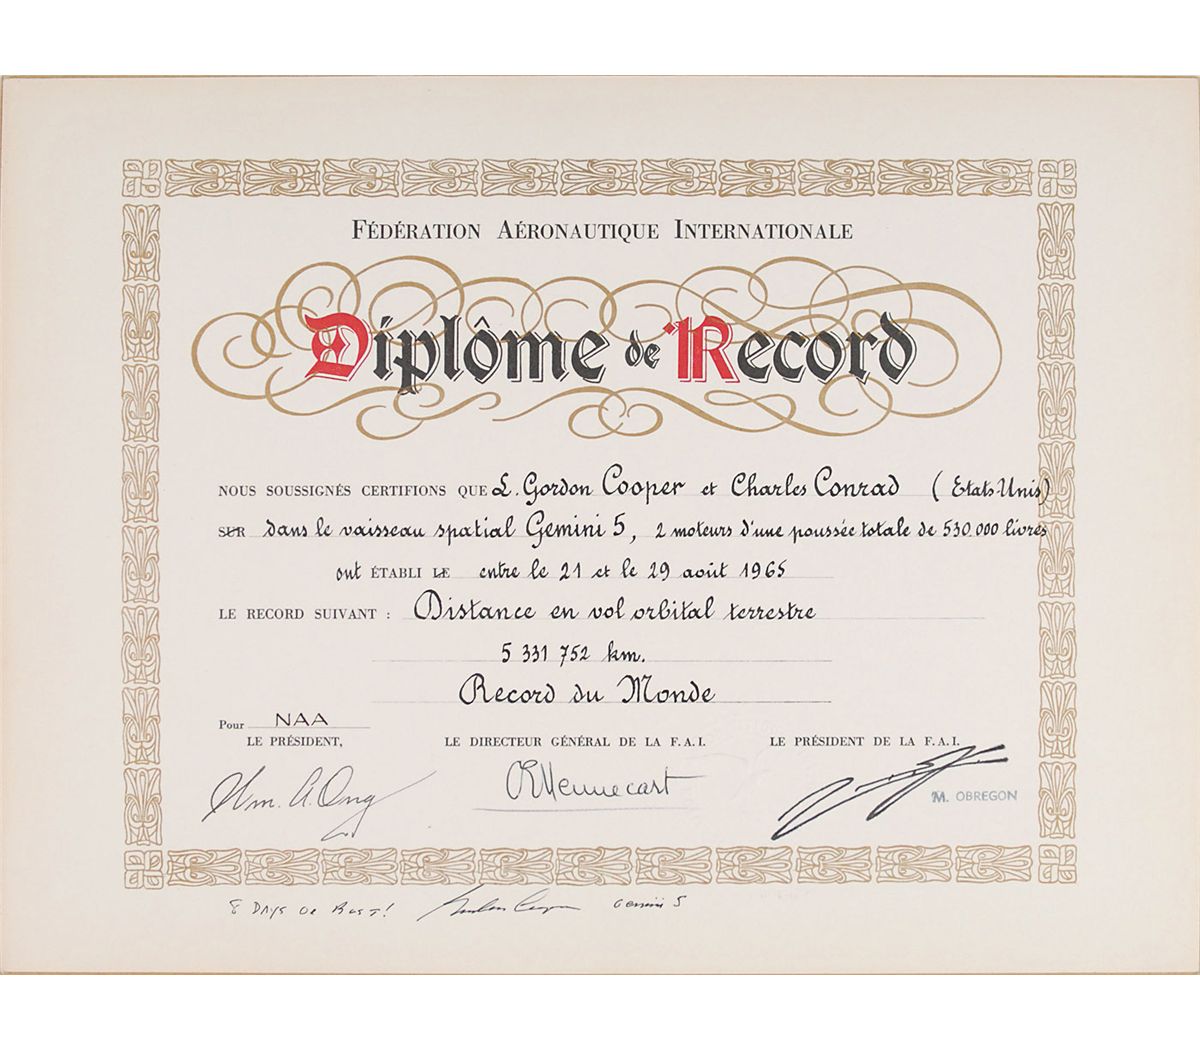 FÉDÉRATION AÉRONAUTIQUE INTERNATIONALE
Diplôme de Record
NOUS SOUSSIGNÉS CERTIFIONS QUE L. Gordon Cooper et Charles Conrad (Etats-Unis)
SUR dans le vaisseau spatial Gemini 5, 2 moteurs d'une poussée totale de 530.000 livres
ont ÉTABLI LE entre le 21 et le 29 août 1965
LE RECORD SUIVANT : Distance en vol orbital terrestre
5 331 752 km.
Record du Monde
Pour NAA
LE PRÉSIDENT, LE DIRECTEUR GÉNÉRAL DE LA F.A.I. LE PRÉSIDENT DE LA F.A.I.
Wm. A. Ong
M. OBREGON
8 DAYS OR BUST! Gordon Cooper Gemini 5